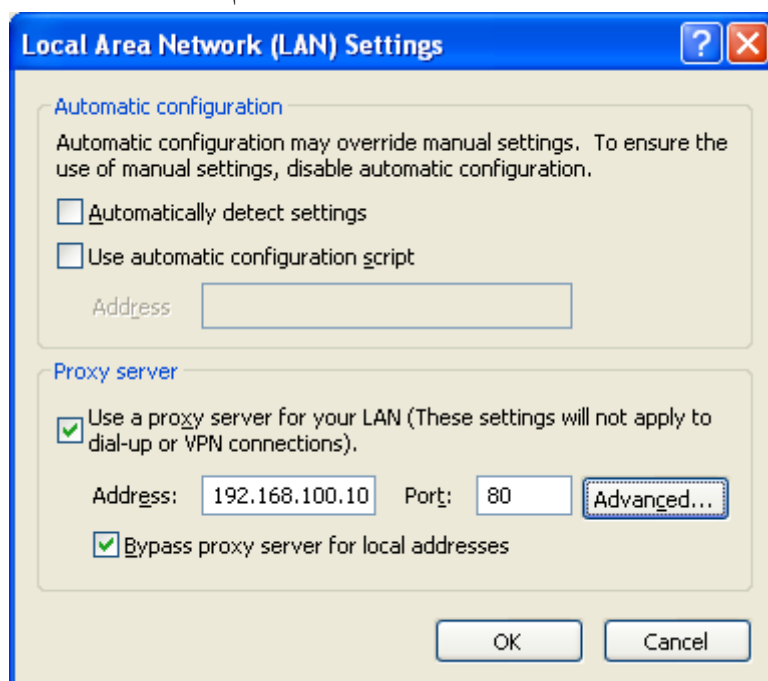 Local Area Network (LAN) Settings
Automatic configuration
Automatic configuration may override manual settings. To ensure the
use of manual settings, disable automatic configuration.
Automatically detect settings
Use automatic configuration script
Address
Proxy server
Use a proxy server for your LAN (These settings will not apply to
dial-up or VPN connections).
Address: 192.168.100.10 Port: 80 Advanced...
Bypass proxy server for local addresses
OK Cancel